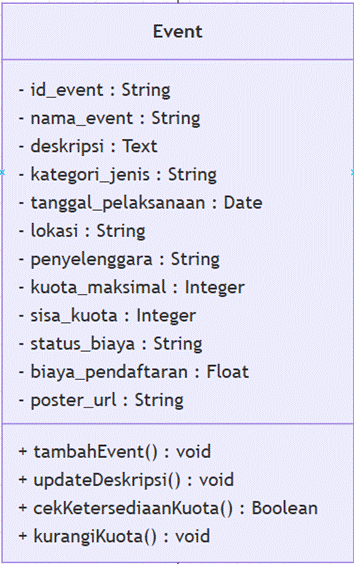 Event
- id_event : String
- nama_event : String
- deskripsi : Text
- kategori_jenis : String
- tanggal_pelaksanaan : Date
- lokasi : String
- penyelenggara : String
- kuota_maksimal : Integer
- sisa_kuota : Integer
- status_biaya : String
- biaya_pendaftaran : Float
- poster_url : String
+ tambahEvent() : void
+ updateDeskripsi() : void
+ cekKetersediaanKuota() : Boolean
+ kurangiKuota() : void